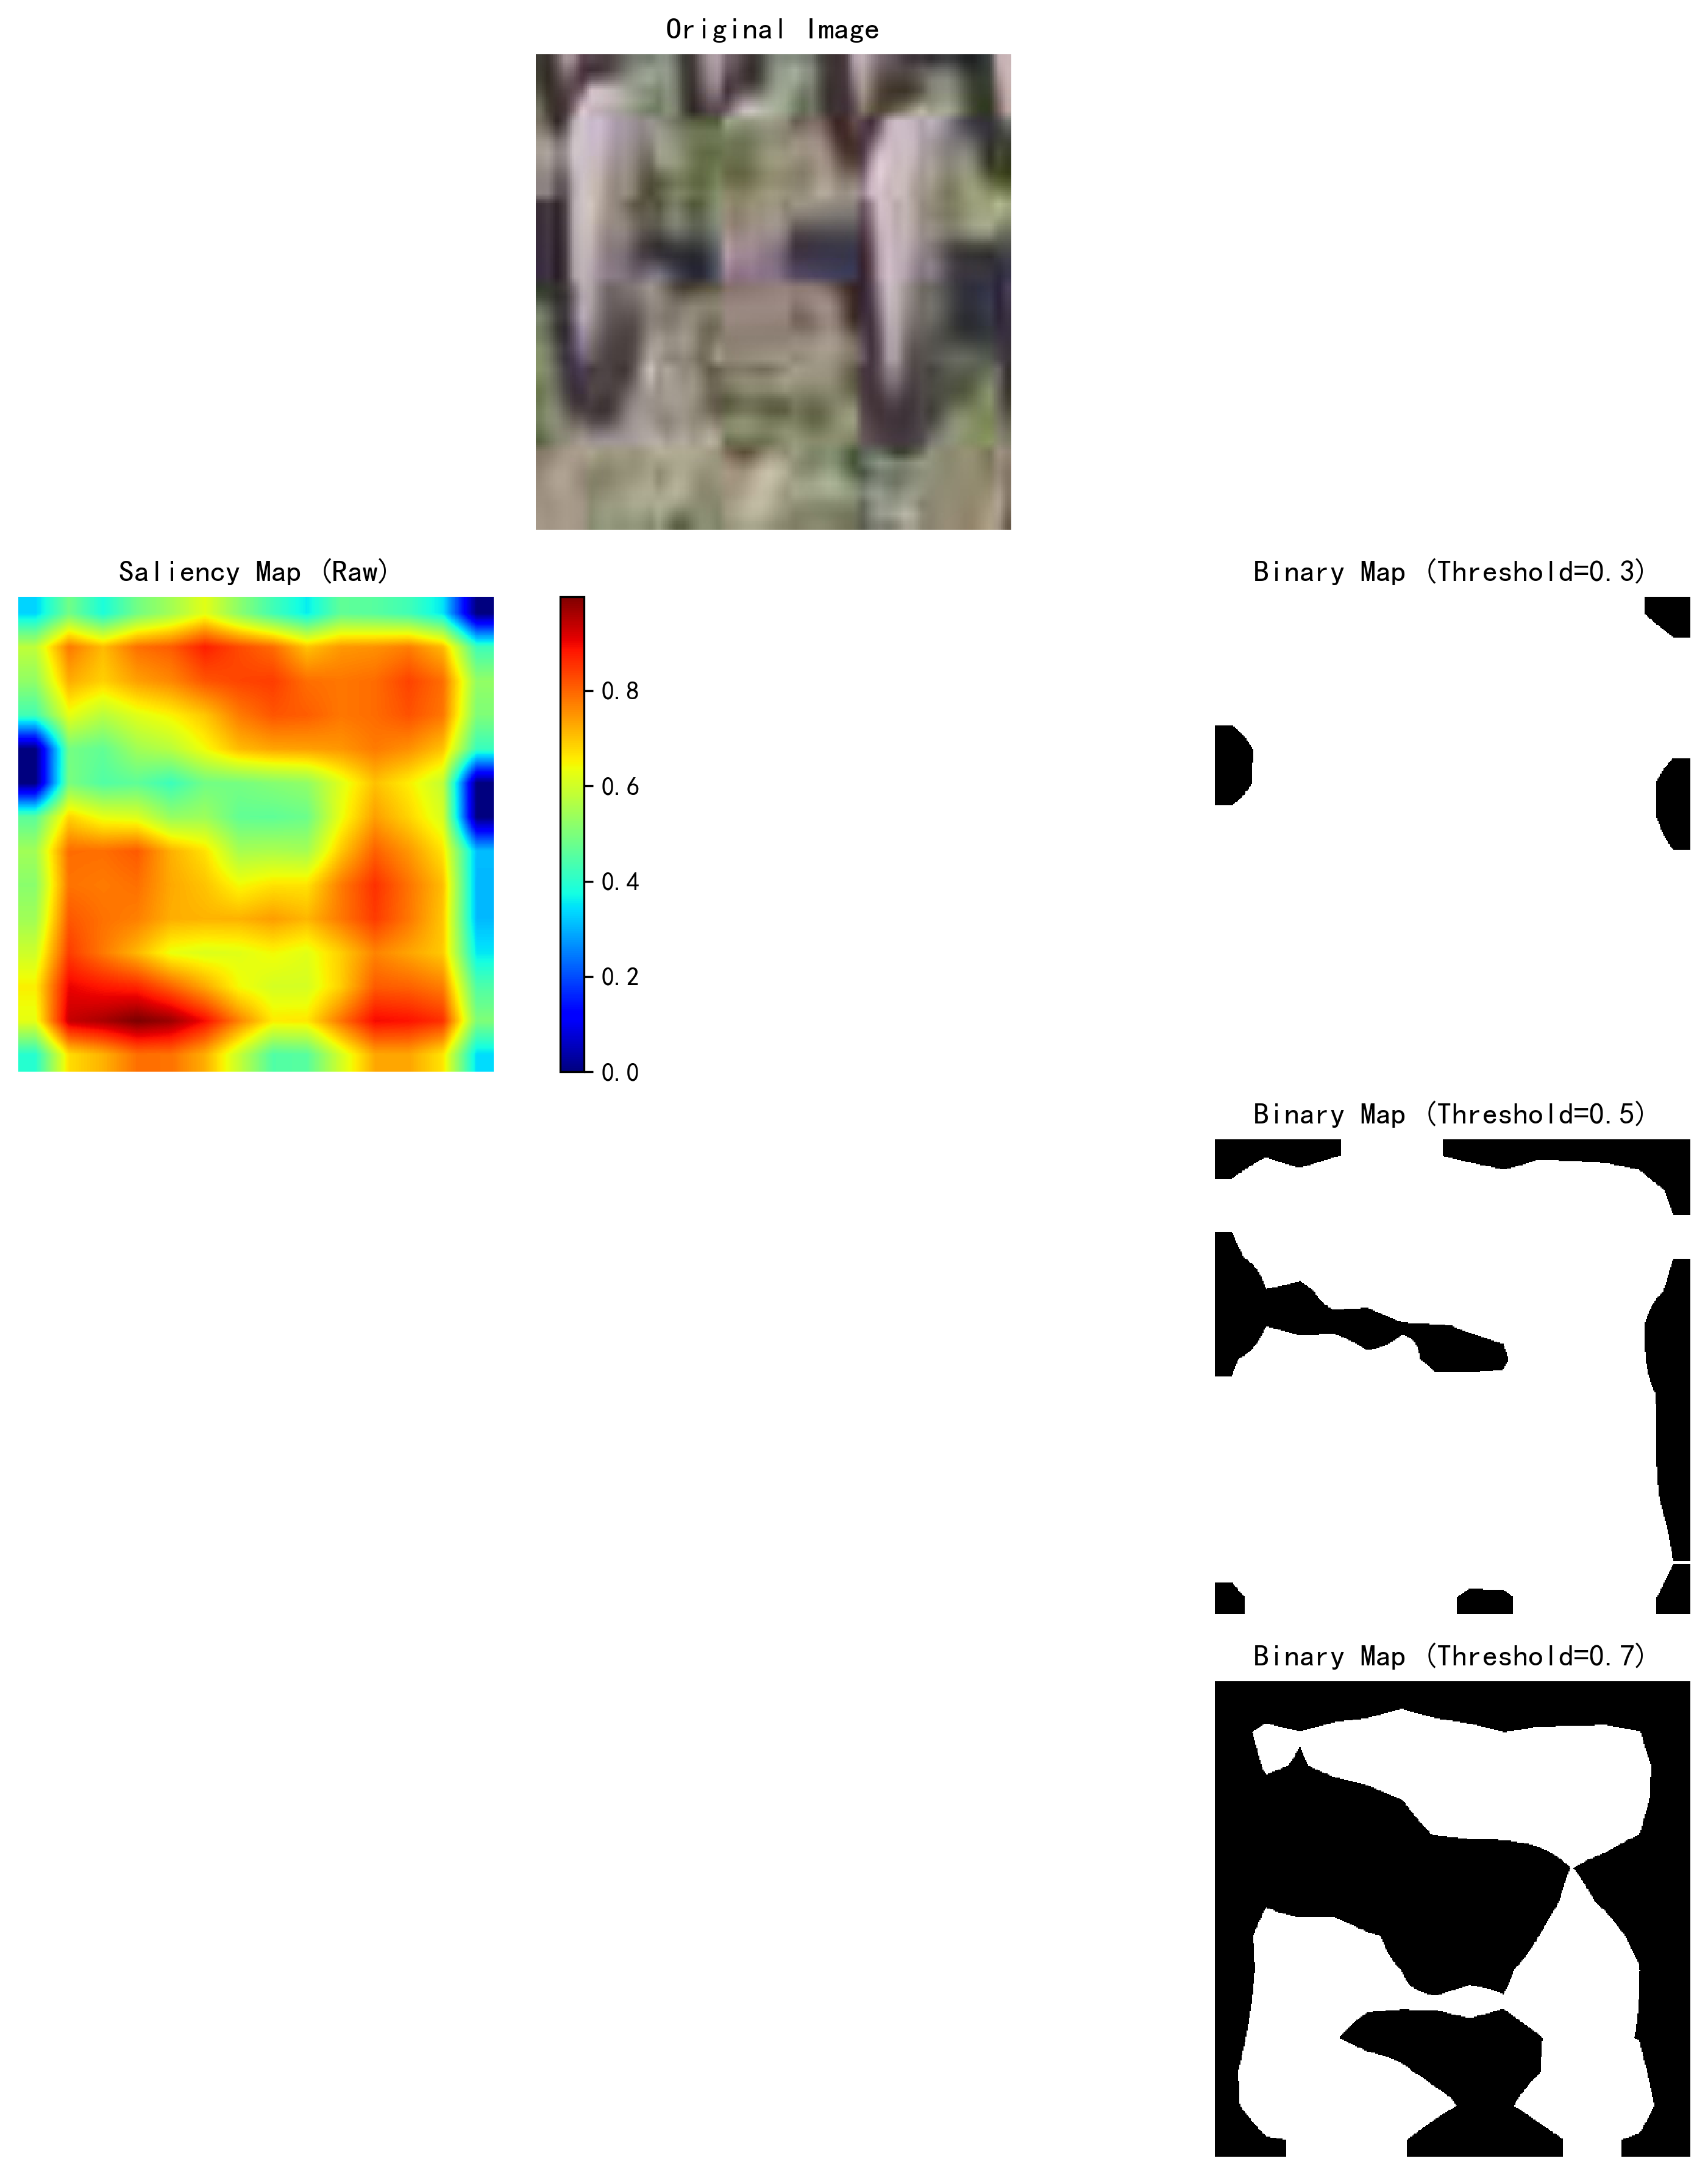 Original Image
Saliency Map (Raw)
0.8
0.6
0.4
0.2
0.0
Binary Map (Threshold=0.3)
Binary Map (Threshold=0.5)
Binary Map (Threshold=0.7)